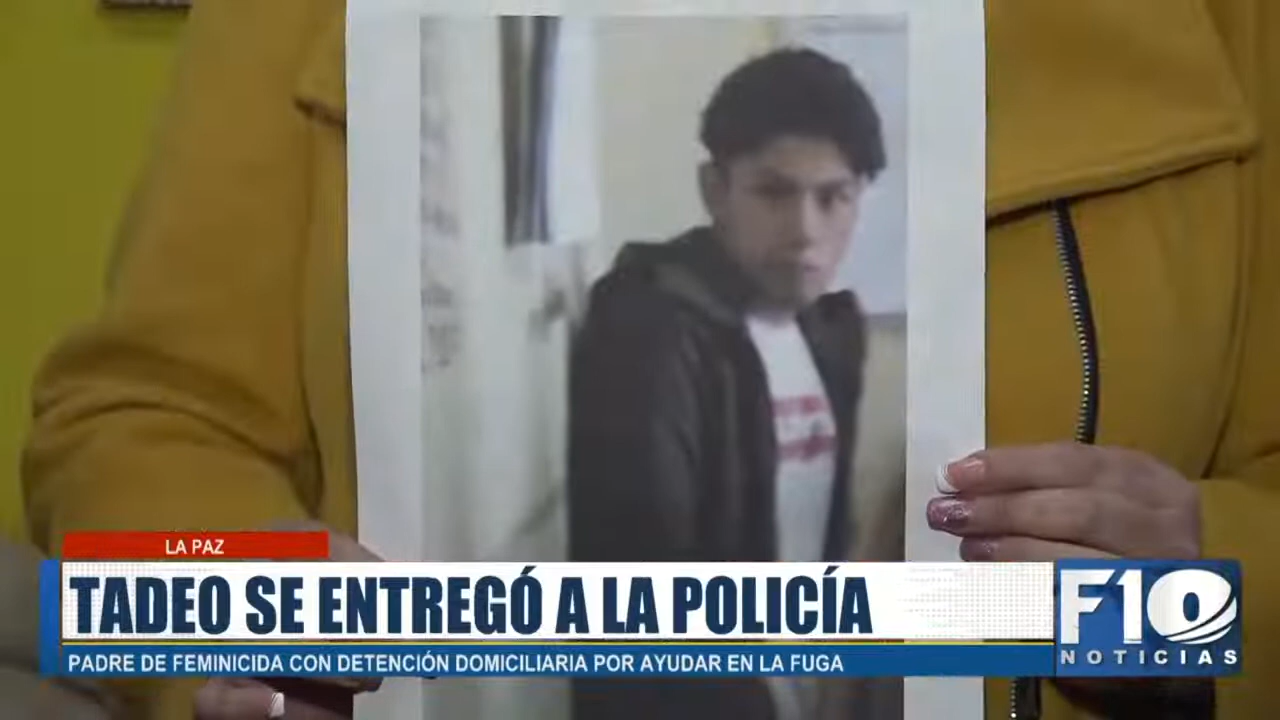 LA PAZ
TADEO SE ENTREGÓ A LA POLICÍA
PADRE DE FEMINICIDA CON DETENCIÓN DOMICILIARIA POR AYUDAR EN LA FUGA
F10
NOTICIAS